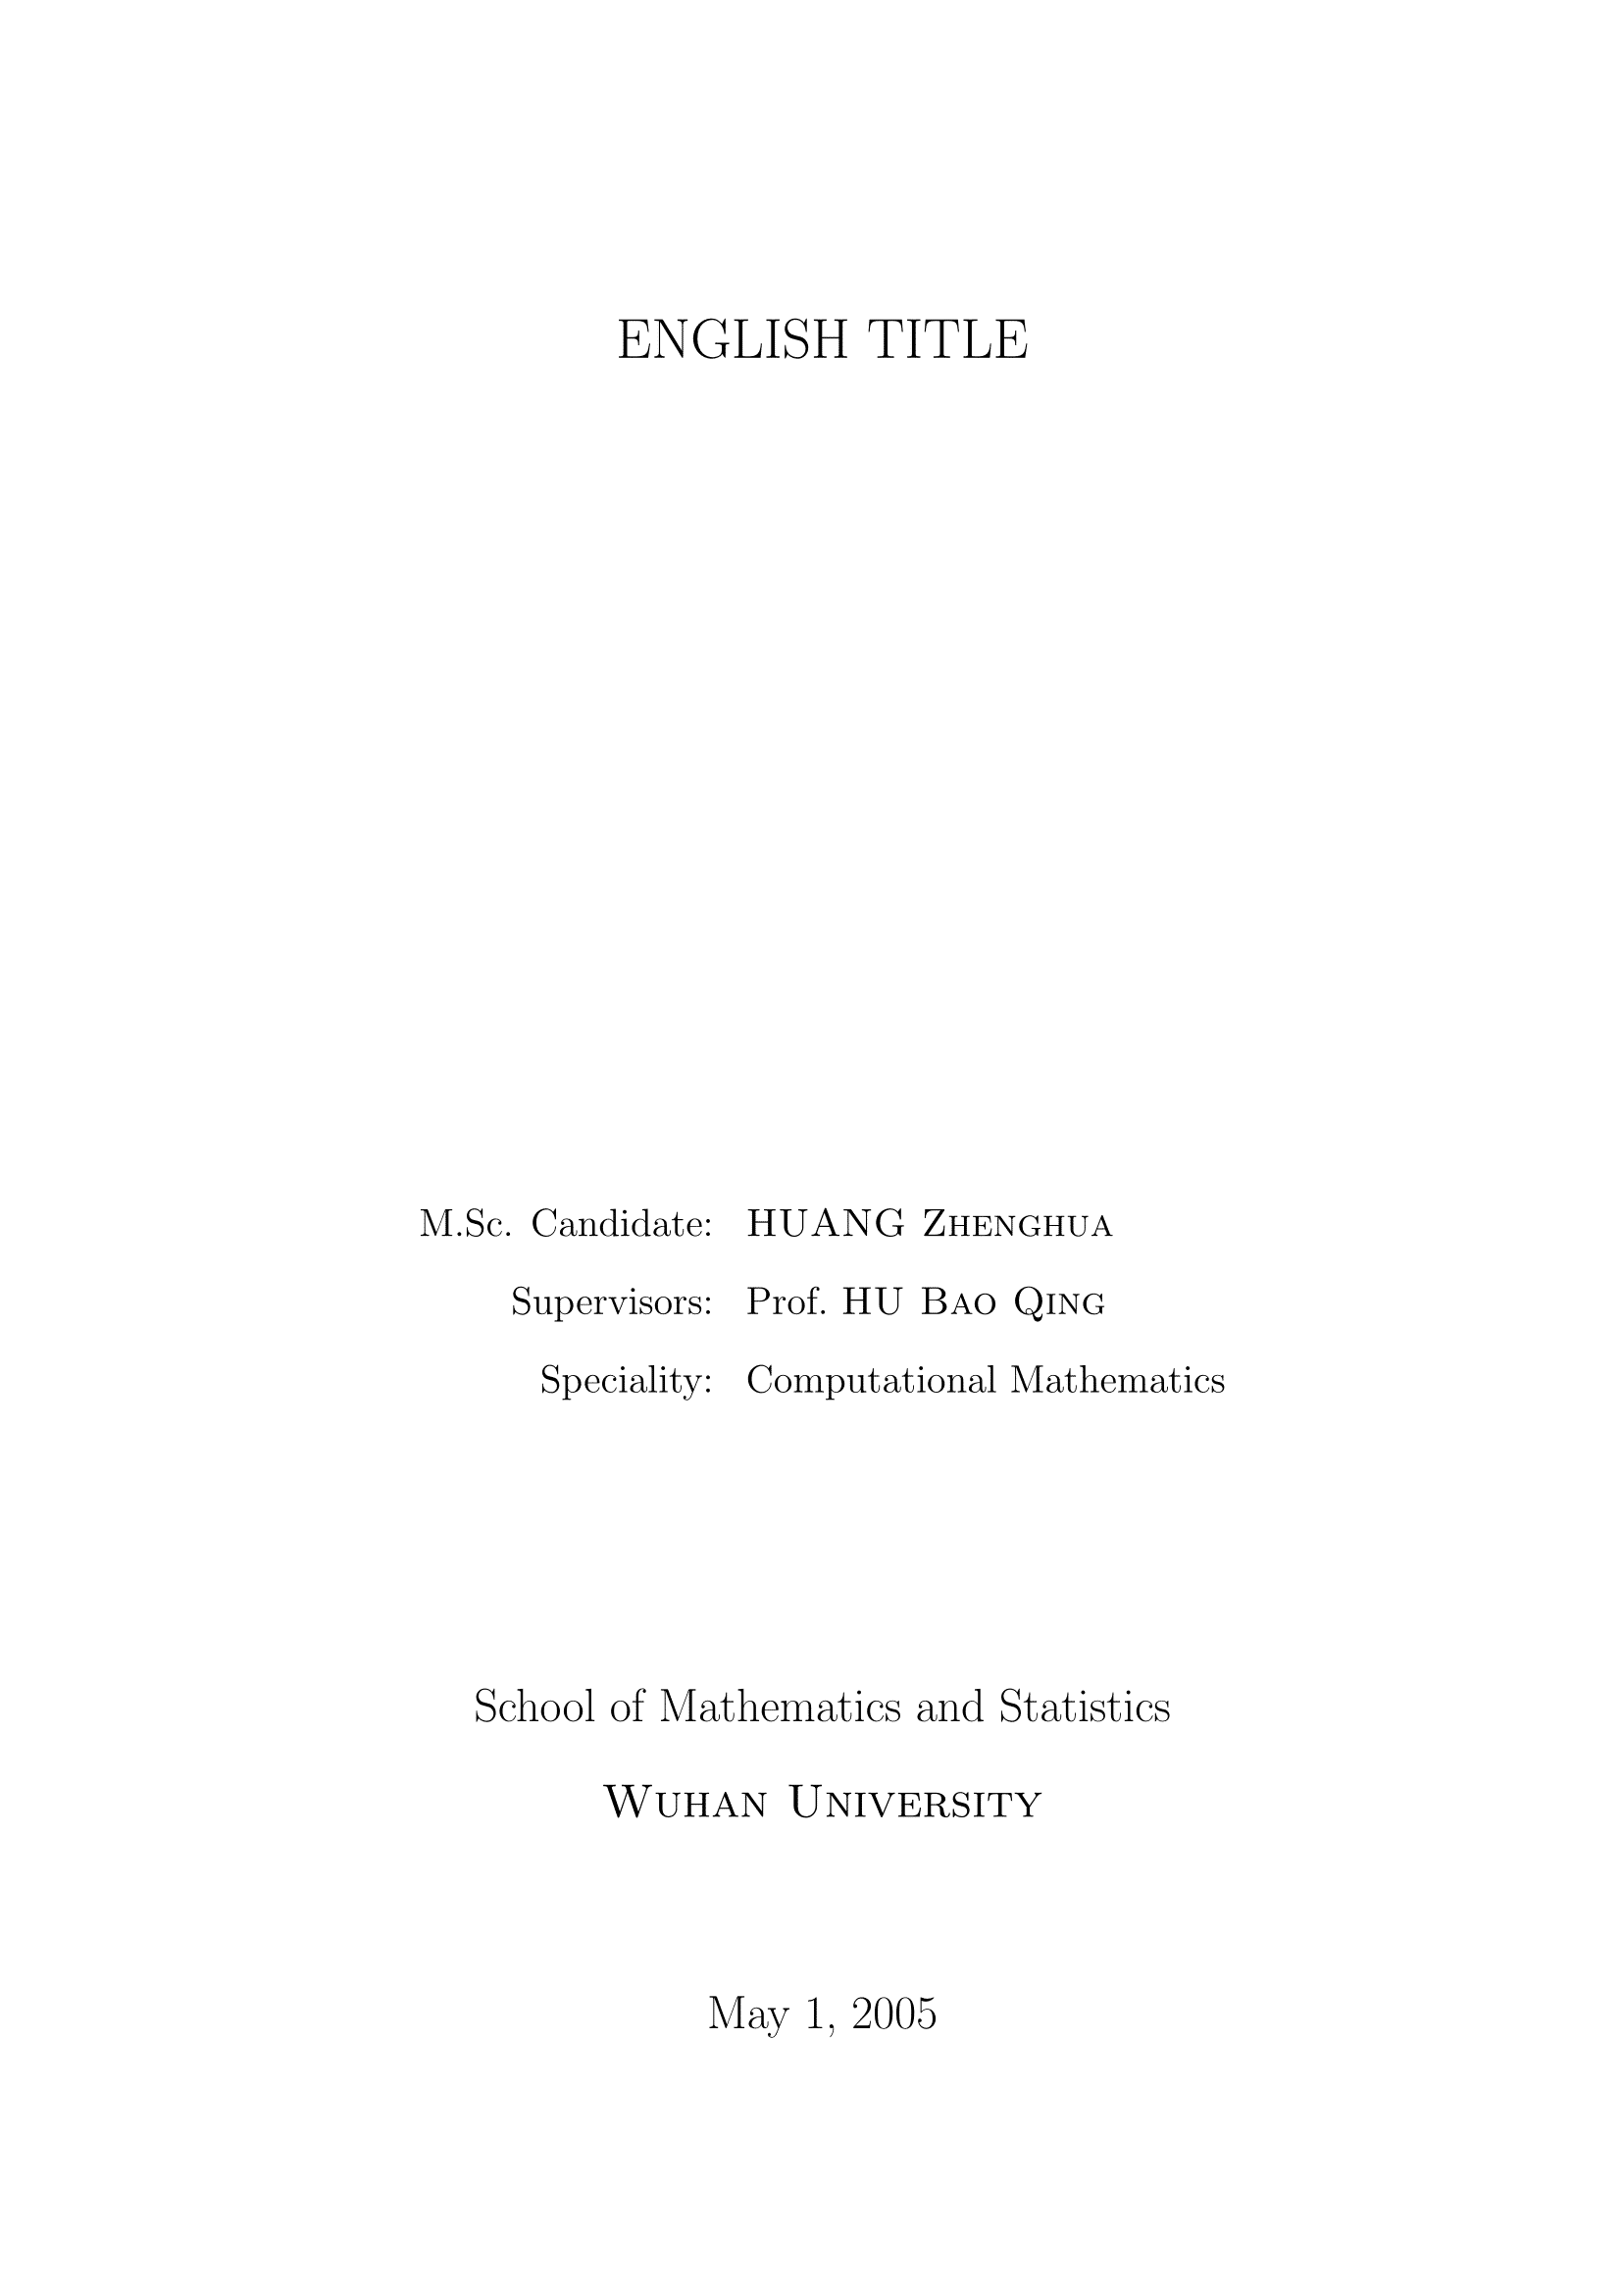 ENGLISH TITLE
M.Sc. Candidate: HUANG Zhenghua
Supervisors: Prof. HU Bao Qing
Speciality: Computational Mathematics
School of Mathematics and Statistics
Wuhan University
May 1, 2005